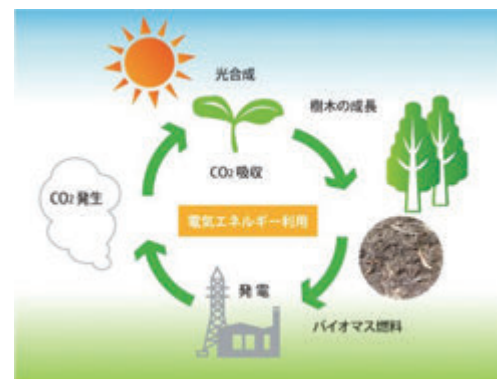 光合成
樹木の成長
CO2 吸収
CO2 発生
電気エネルギー利用
発電
バイオマス燃料